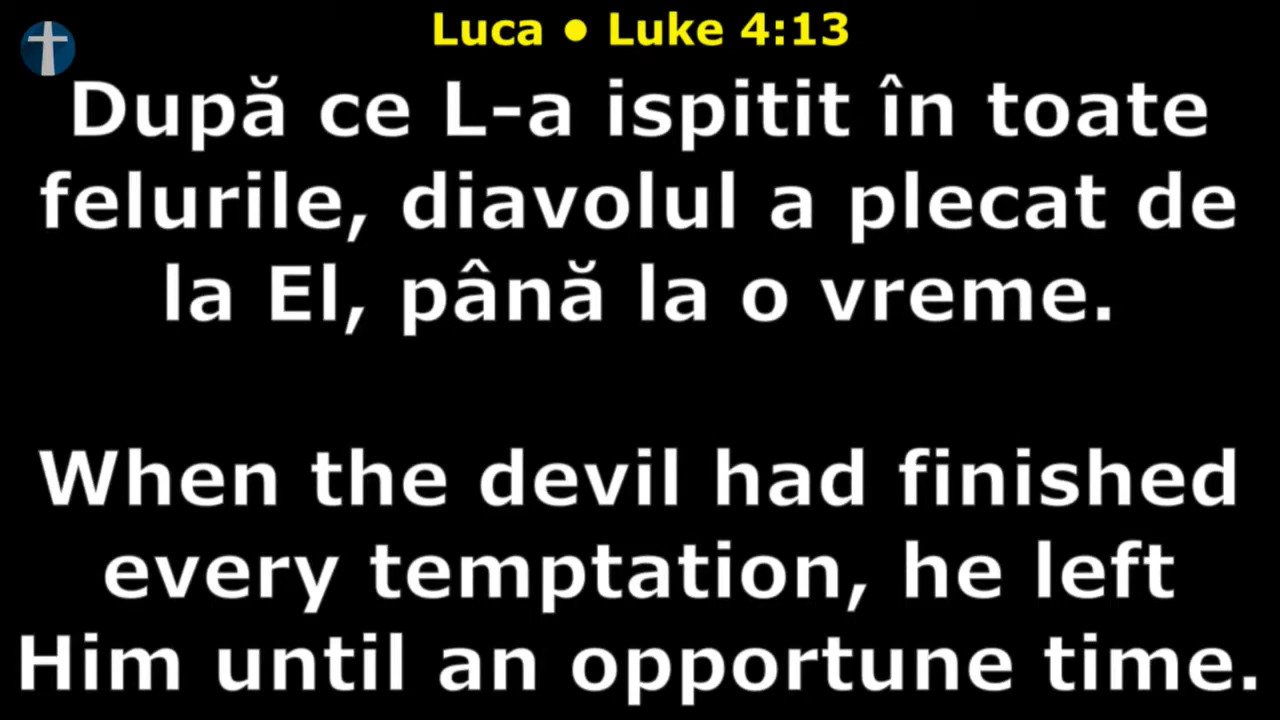 Luca • Luke 4:13
După ce L-a ispitit în toate
felurile, diavolul a plecat de
la El, până la o vreme.
When the devil had finished
every temptation, he left
Him until an opportune time.